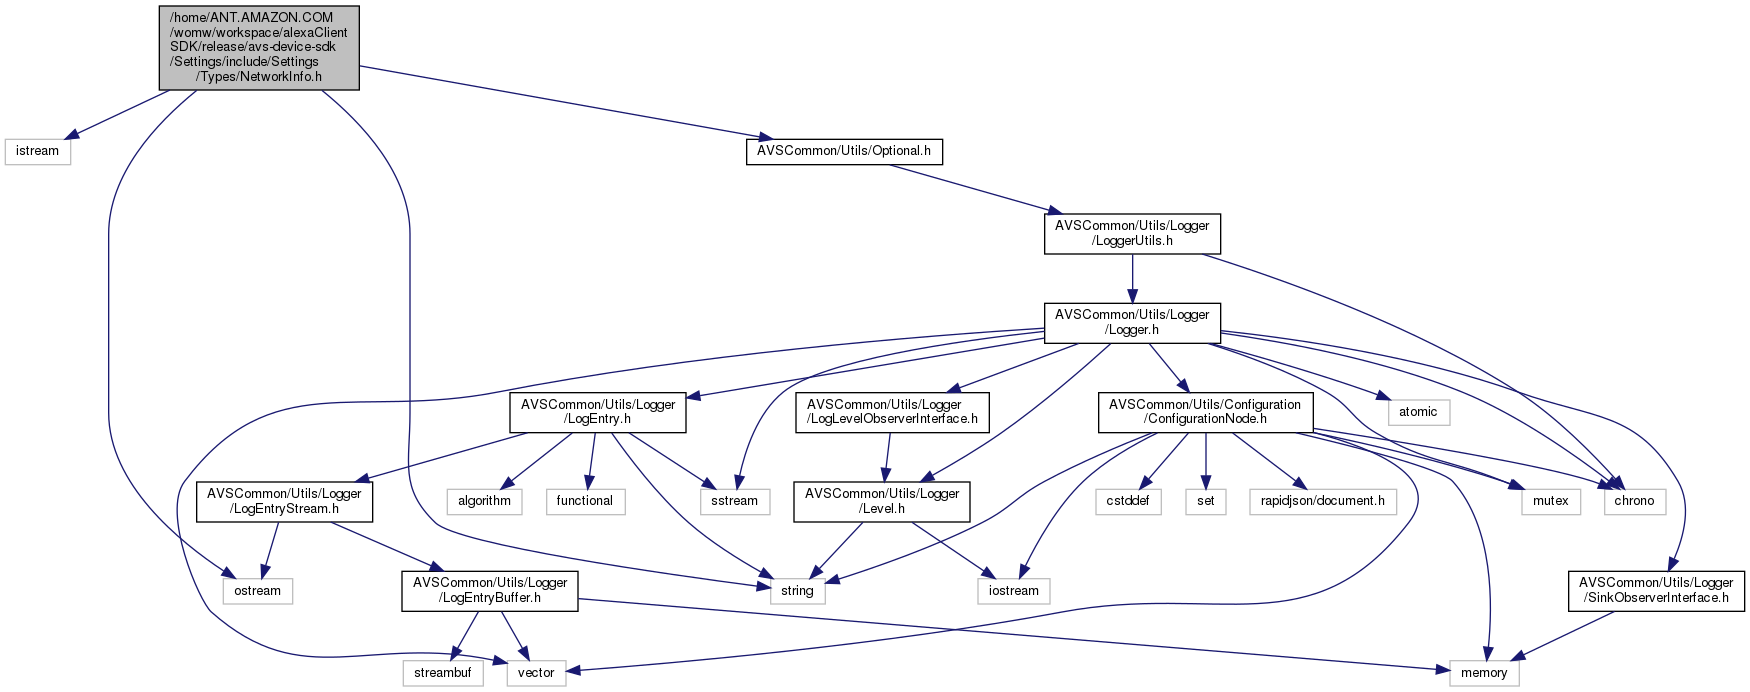 /home/ANT.AMAZON.COM
/womw/workspace/alexaClient
SDK/release/avs-device-sdk
/Settings/include/Settings
/Types/NetworkInfo.h
istream
AVSCommon/Utils/Optional.h
AVSCommon/Utils/Logger
/LoggerUtils.h
AVSCommon/Utils/Logger
/Logger.h
AVSCommon/Utils/Logger
/LogEntry.h
AVSCommon/Utils/Logger
/LogLevelObserverInterface.h
AVSCommon/Utils/Configuration
/ConfigurationNode.h
atomic
AVSCommon/Utils/Logger
/LogEntryStream.h
algorithm
functional
sstream
AVSCommon/Utils/Logger
/Level.h
cstddef
set
rapidjson/document.h
mutex
chrono
ostream
AVSCommon/Utils/Logger
/LogEntryBuffer.h
string
iostream
AVSCommon/Utils/Logger
/SinkObserverInterface.h
streambuf
vector
memory